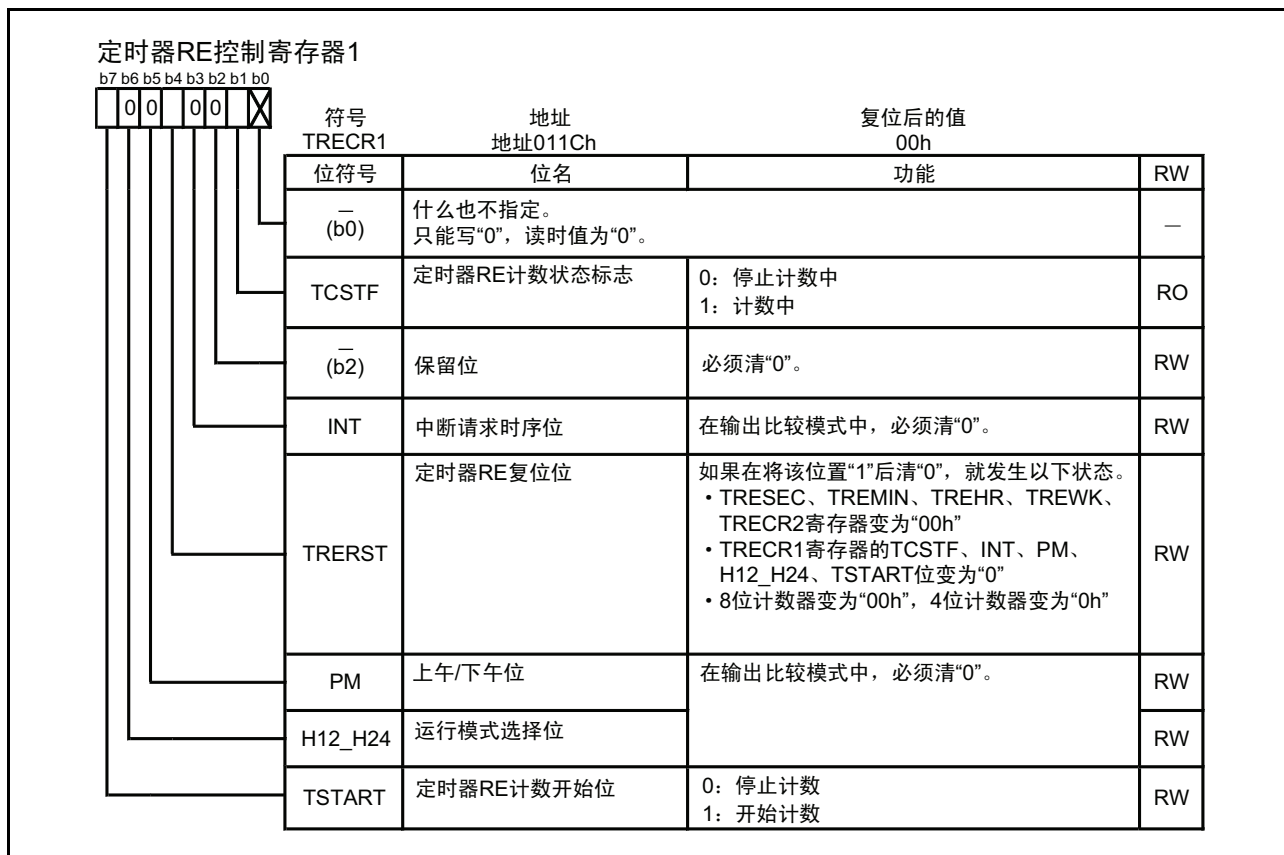 定时器RE控制寄存器1
b7 b6 b5 b4 b3 b2 b1 b0
0 0 0 0
符号 地址 复位后的值
TRECR1 地址011Ch 00h
位符号 位名 功能 RW
—
(b0)
什么也不指定。
只能写“0”，读时值为“0”。
—
TCSTF
定时器RE计数状态标志
0：停止计数中
1：计数中
RO
—
(b2)
保留位
必须清“0”。
RW
INT
中断请求时序位
在输出比较模式中，必须清“0”。
RW
TRERST
定时器RE复位位
如果在将该位置“1”后清“0”，就发生以下状态。
・TRESEC、TREMIN、TREHR、TREWK、
TRECR2寄存器变为“00h”
・TRECR1寄存器的TCSTF、INT、PM、
H12_H24、TSTART位变为“0”
・8位计数器变为“00h”，4位计数器变为“0h”
RW
PM
上午/下午位
在输出比较模式中，必须清“0”。
RW
H12_H24
运行模式选择位
RW
TSTART
定时器RE计数开始位
0：停止计数
1：开始计数
RW